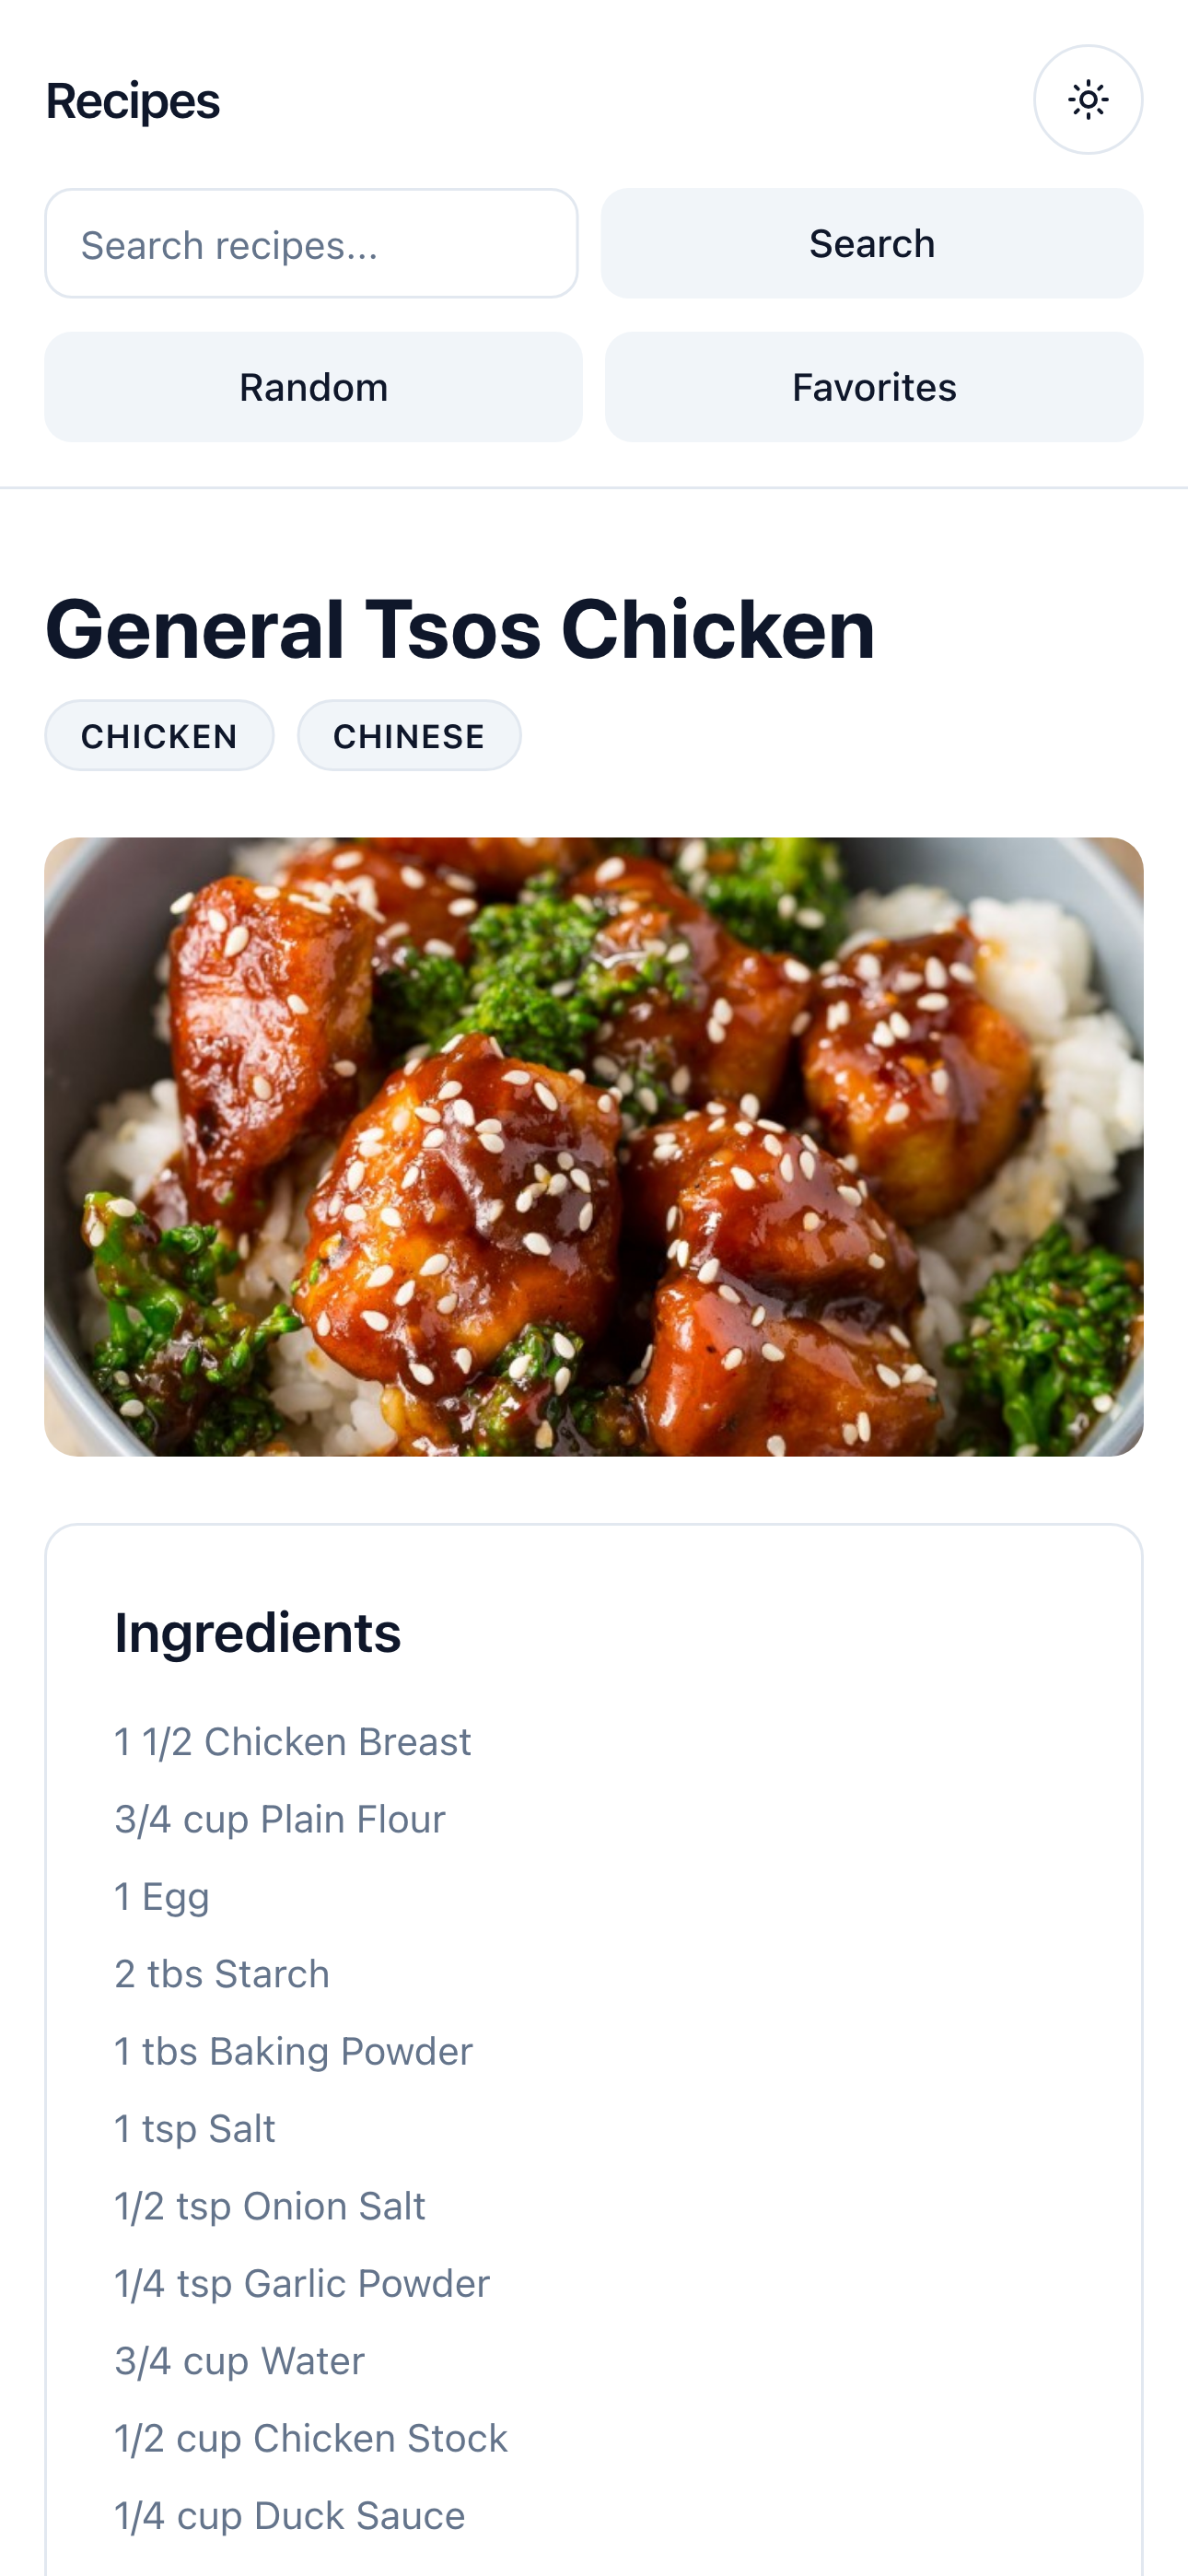 Recipes
Search recipes...
Search
Random
Favorites
General Tsos Chicken
CHICKEN
CHINESE
Ingredients
1 1/2 Chicken Breast
3/4 cup Plain Flour
1 Egg
2 tbs Starch
1 tbs Baking Powder
1 tsp Salt
1/2 tsp Onion Salt
1/4 tsp Garlic Powder
3/4 cup Water
1/2 cup Chicken Stock
1/4 cup Duck Sauce